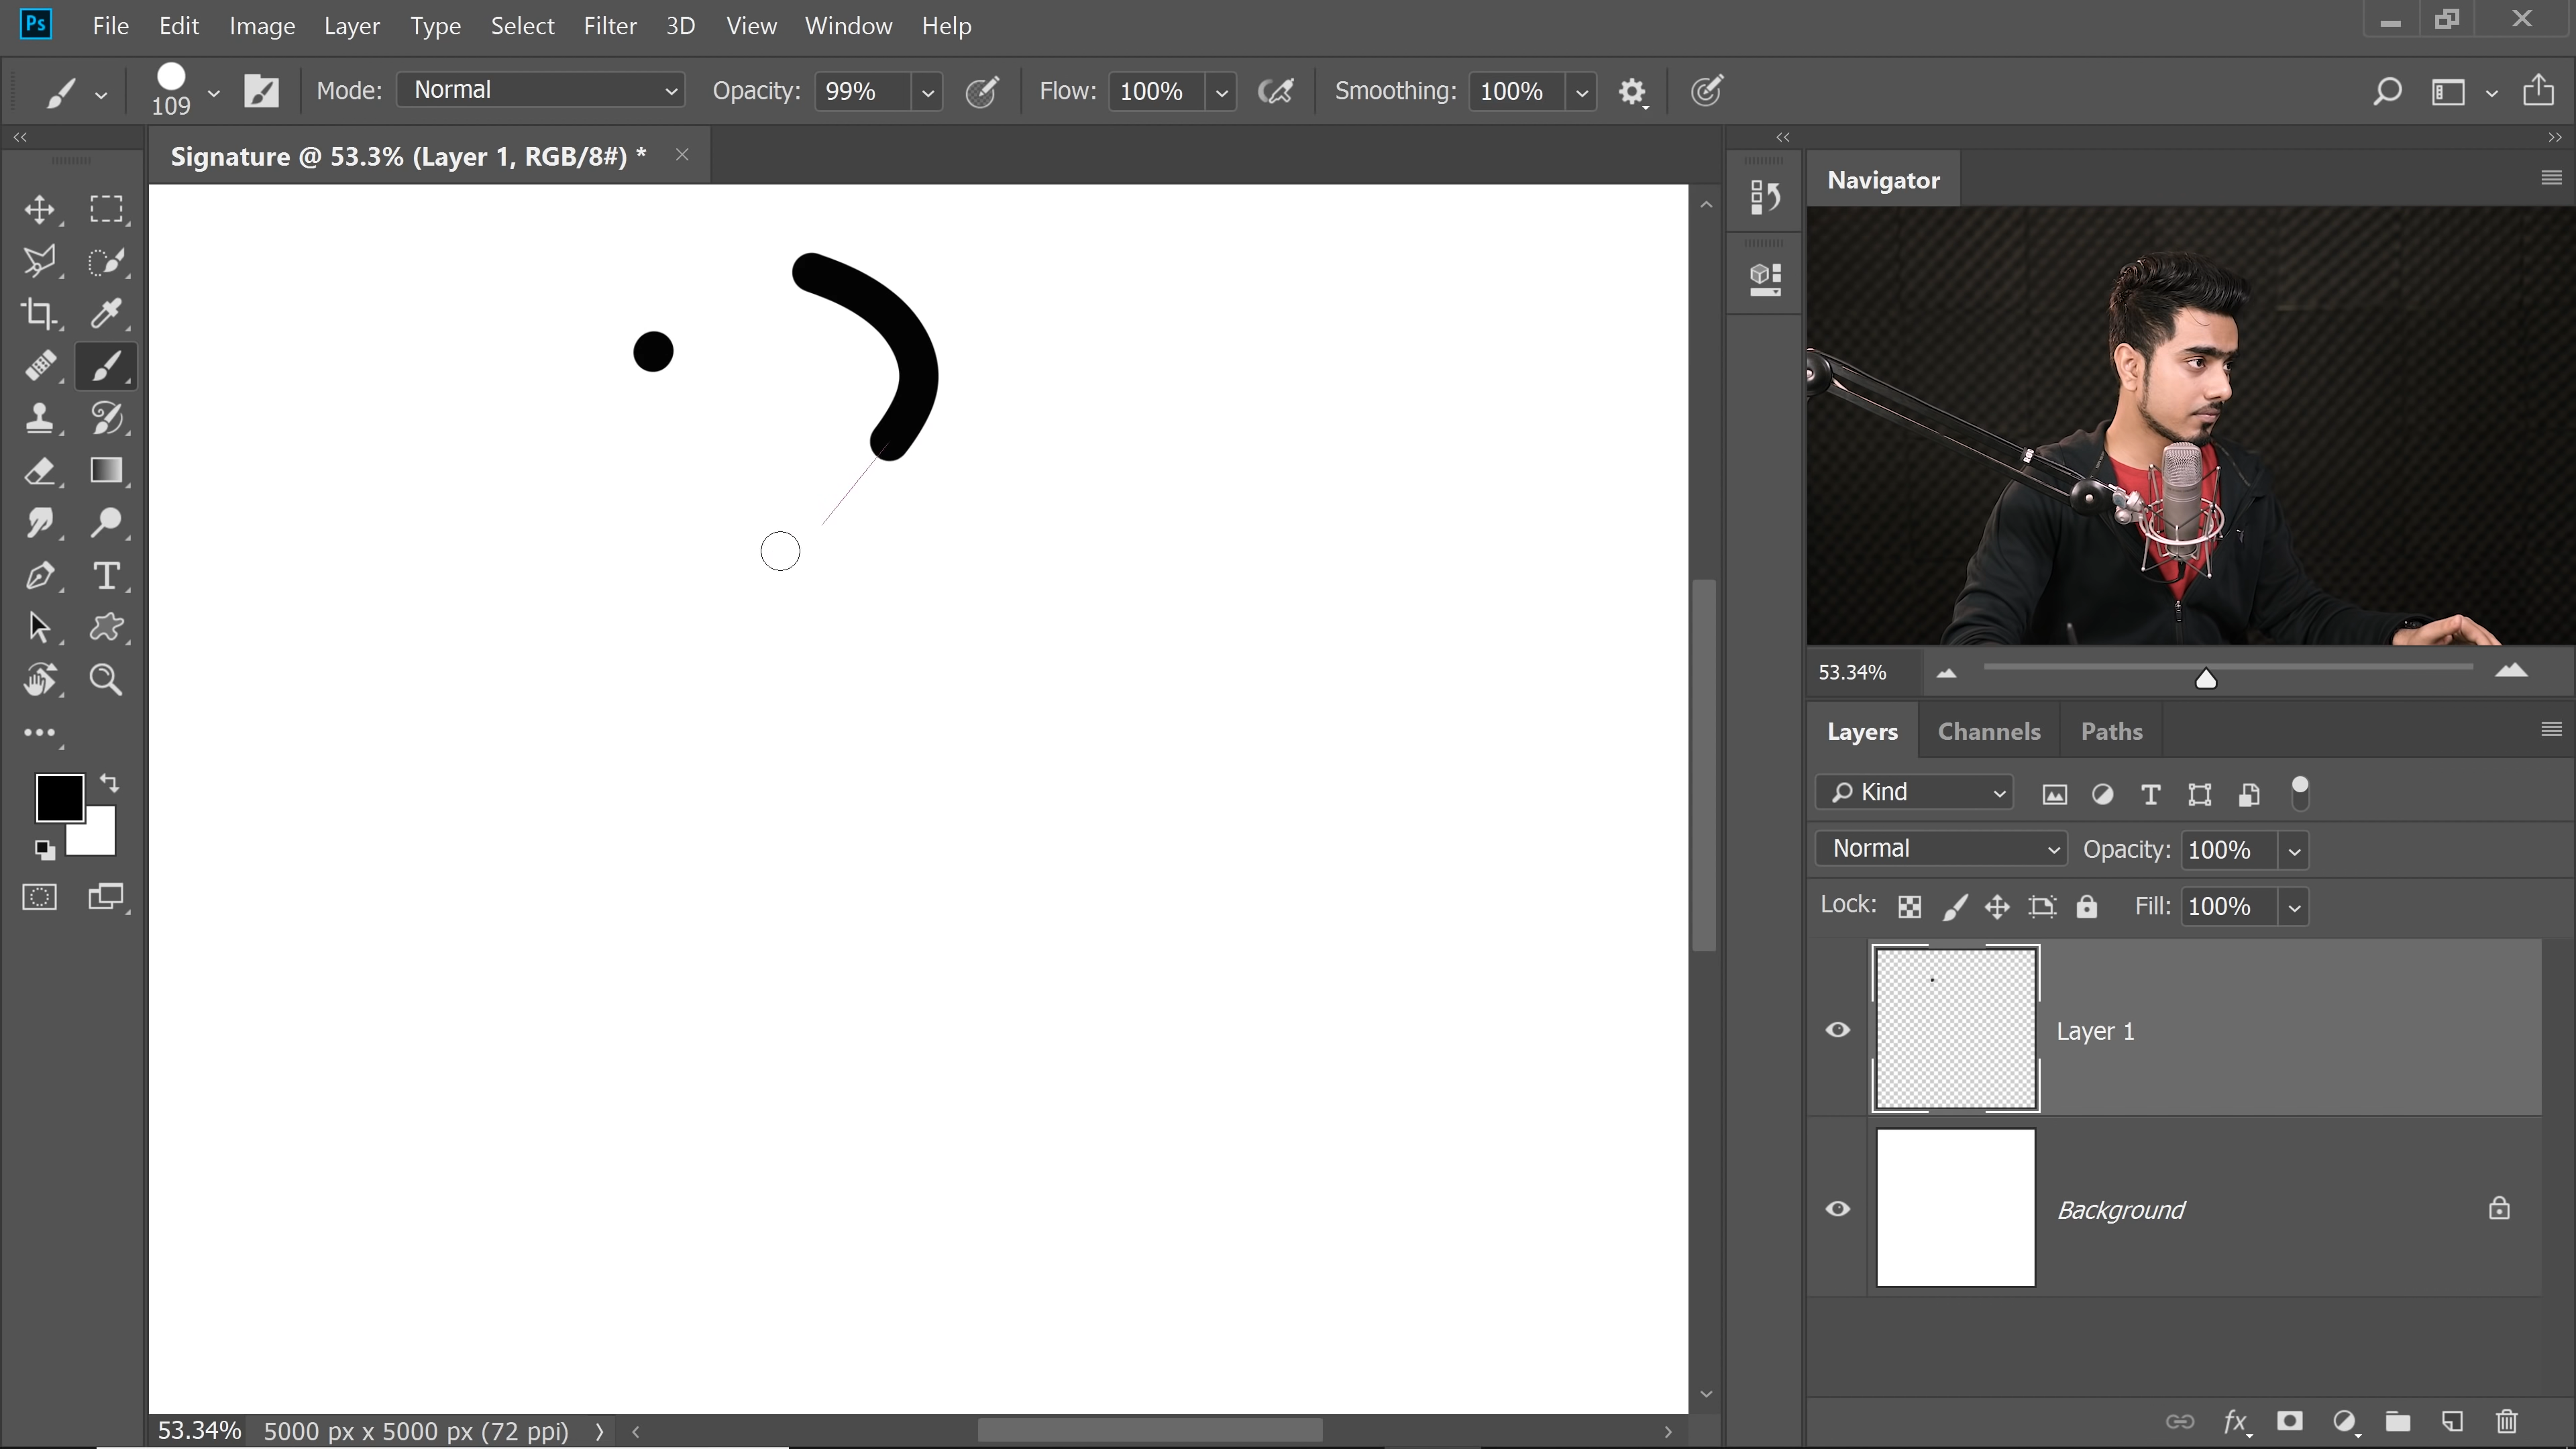 Ps File Edit Image Layer Type Select Filter 3D View Window Help
109 Mode: Normal Opacity: 99% Flow: 100% Smoothing: 100%
Signature @ 53.3% (Layer 1, RGB/8#) *
Navigator
53.34%
Layers Channels Paths
Kind
Normal Opacity: 100%
Lock: Fill: 100%
Layer 1
Background
fx
53.34% 5000 px x 5000 px (72 ppi)